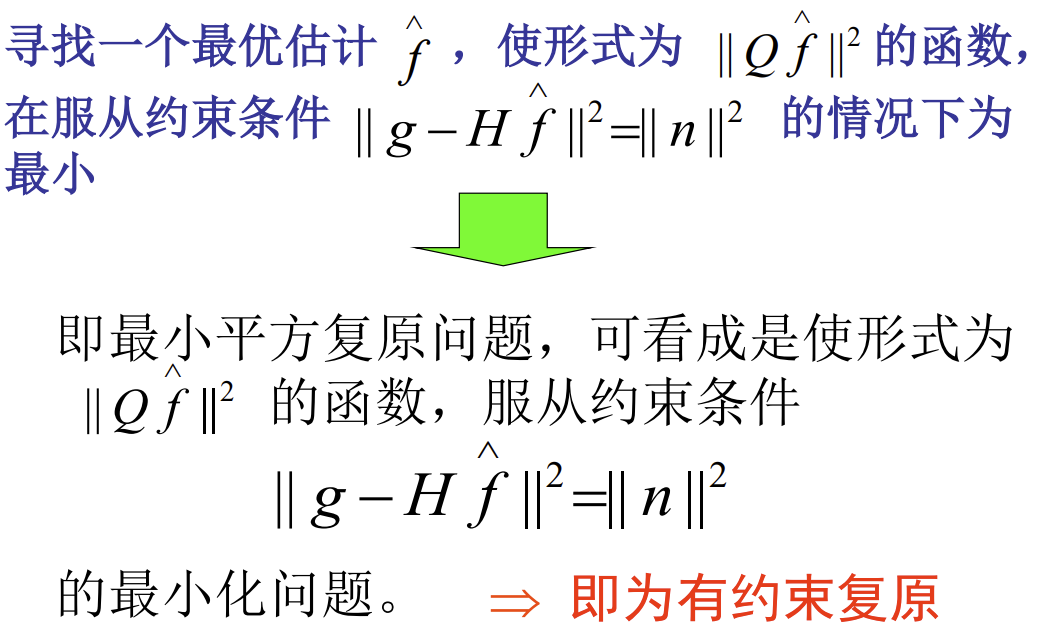 寻找一个最优估计 $\hat{f}$ ，使形式为 $\| Q \hat{f} \|^2$ 的函数，
在服从约束条件 $\| g - H \hat{f} \|^2 = \| n \|^2$ 的情况下为
最小
即最小平方复原问题，可看成是使形式为
$\| Q \hat{f} \|^2$ 的函数，服从约束条件
$\| g - H \hat{f} \|^2 = \| n \|^2$
的最小化问题。 ⇒ 即为有约束复原